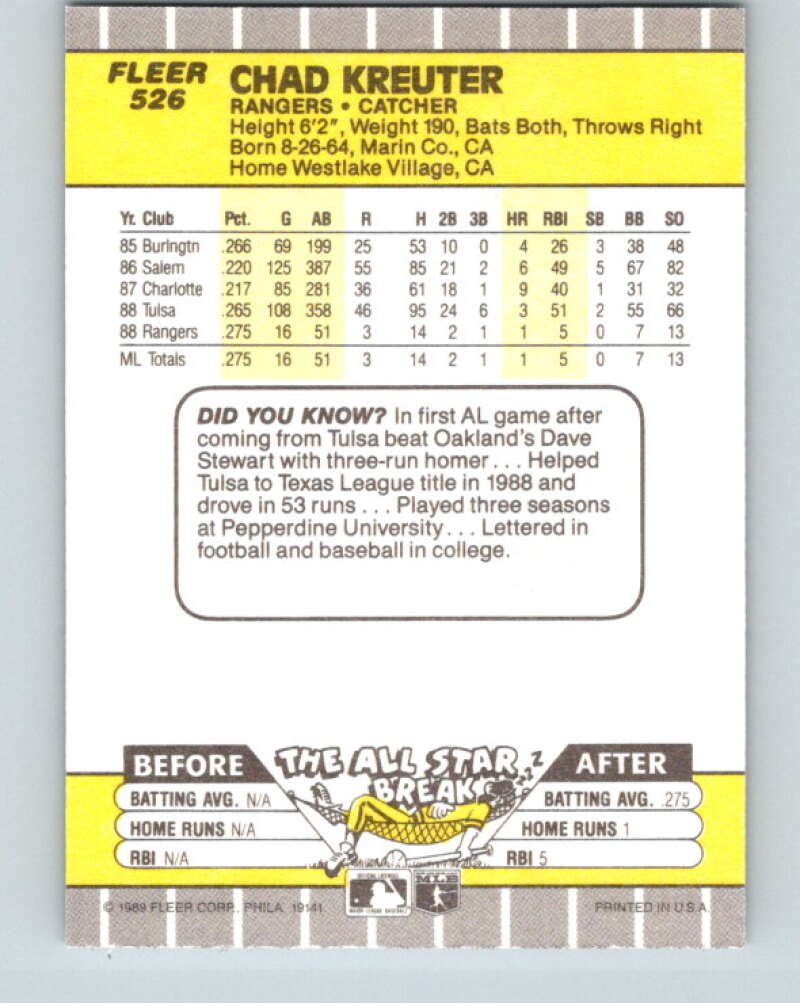 FLEER
526
CHAD KREUTER
RANGERS • CATCHER
Height 6'2", Weight 190, Bats Both, Throws Right
Born 8-26-64, Marin Co., CA
Home Westlake Village, CA
Yr. Club Pct. G AB R H 2B 3B HR RBI SB BB SO
85 Burlngtn .266 69 199 25 53 10 0 4 26 3 38 48
86 Salem .220 125 387 55 85 21 2 6 49 5 67 82
87 Charlotte .217 85 281 36 61 18 1 9 40 1 31 32
88 Tulsa .265 108 358 46 95 24 6 3 51 2 55 66
88 Rangers .275 16 51 3 14 2 1 1 5 0 7 13
ML Totals .275 16 51 3 14 2 1 1 5 0 7 13
DID YOU KNOW? In first AL game after
coming from Tulsa beat Oakland's Dave
Stewart with three-run homer . . . Helped
Tulsa to Texas League title in 1988 and
drove in 53 runs . . . Played three seasons
at Pepperdine University . . . Lettered in
football and baseball in college.
BEFORE THE ALL STAR BREAK ZZZZ AFTER
BATTING AVG. N/A BATTING AVG. .275
HOME RUNS N/A HOME RUNS 1
RBI N/A RBI 5
MLB
© 1989 FLEER CORP., PHILA. 19141 PRINTED IN U.S.A.